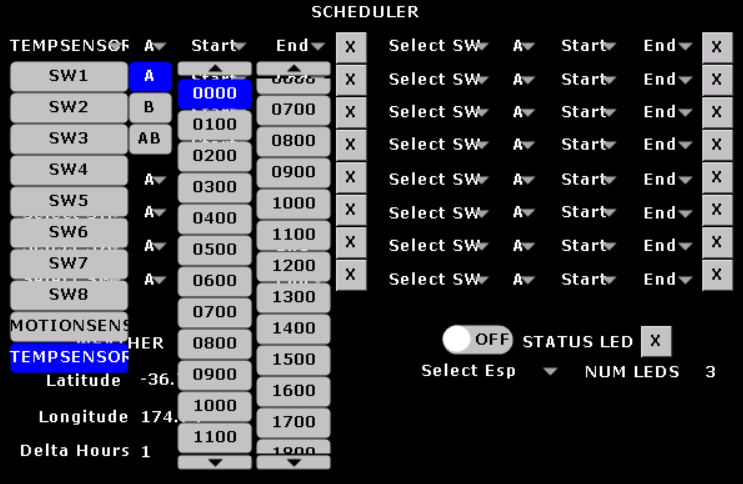 SCHEDULER
TEMPSENSOR A Start End X Select SW A Start End X
SW1 A X Select SW A Start End X
SW2 B 0000 0700 X Select SW A Start End X
SW3 AB 0100 0800 X Select SW A Start End X
SW4 A 0200 0900 X Select SW A Start End X
SW5 A 0300 1000 X Select SW A Start End X
SW6 A 0400 1100 X Select SW A Start End X
SW7 A 0500 1200 X Select SW A Start End X
SW8 0600 1300
MOTIONSENS 0700 1400
HER 0800 1500 OFF STATUS LED X
TEMPSENSOR
Latitude -36. 0900 1600 Select Esp NUM LEDS 3
Longitude 174. 1000 1700
Delta Hours 1 1100 1800